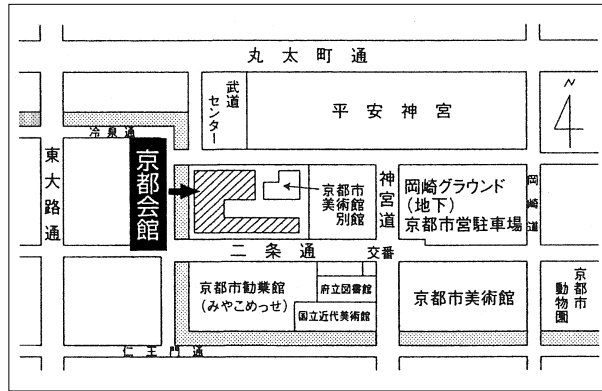 丸太町通
武道
センター
平安神宮
N
冷泉通
東大路通
京都会館
京都市
美術館
別館
神宮道
岡崎グラウンド
(地下)
京都市営駐車場
岡崎道
二条通
交番
京都市勧業館
(みやこめっせ)
府立図書館
国立近代美術館
京都市美術館
京都市
動物園
仁王門通